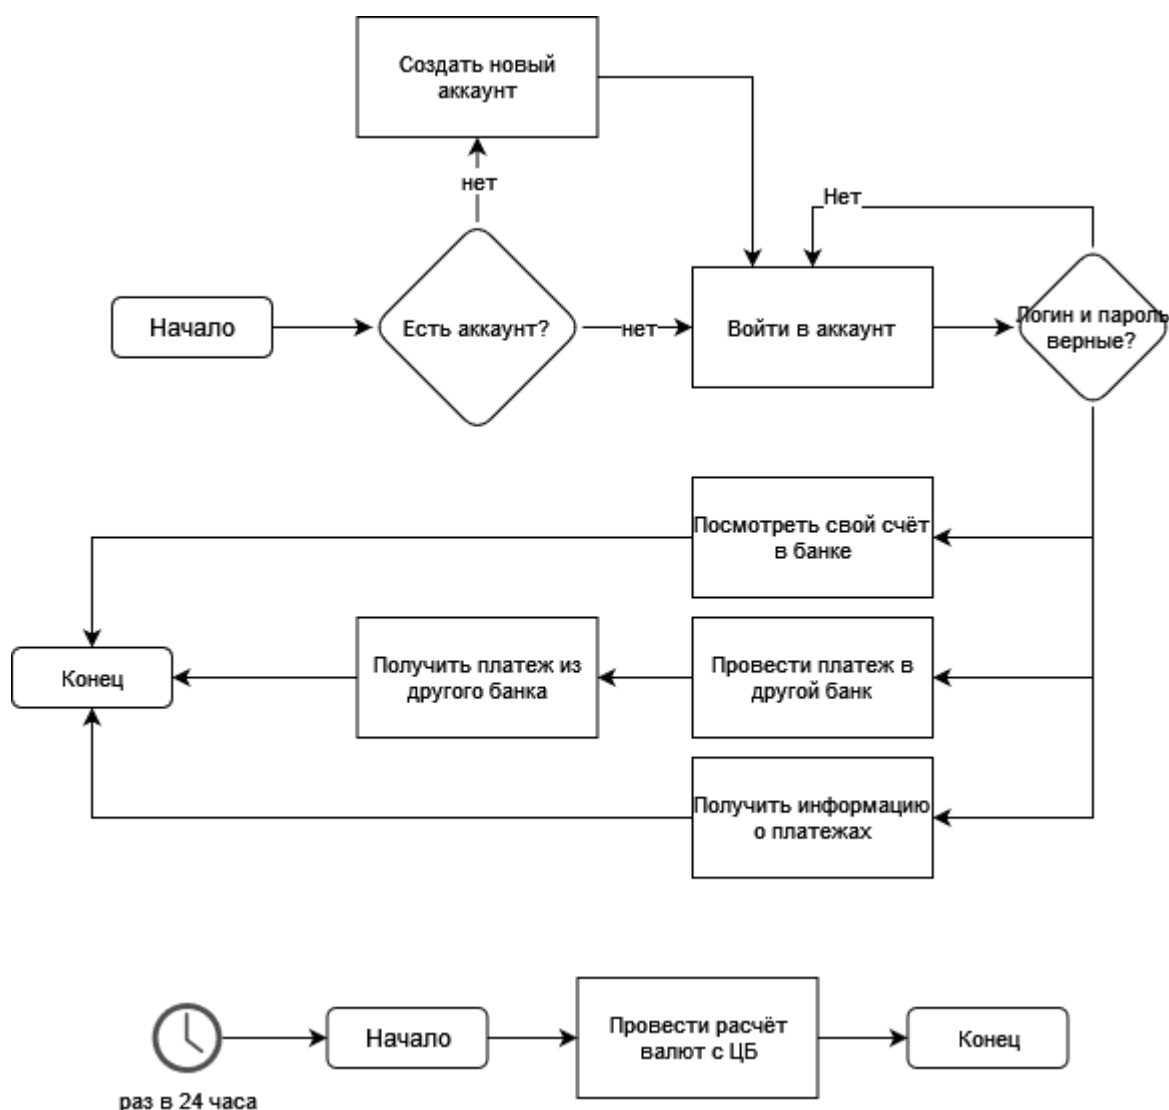 Создать новый
аккаунт
нет
Нет
Начало
Есть аккаунт?
нет
Войти в аккаунт
Логин и пароль
верные?
Посмотреть свой счёт
в банке
Конец
Получить платеж из
другого банка
Провести платеж в
другой банк
Получить информацию
о платежах
Начало
Провести расчёт
валют с ЦБ
Конец
раз в 24 часа